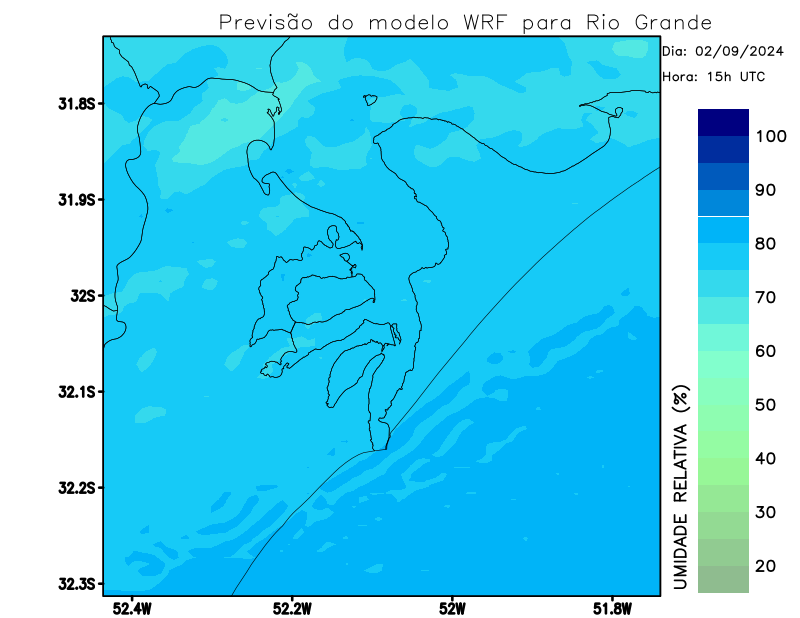 Previsão do modelo WRF para Rio Grande
Dia: 02/09/2024
Hora: 15h UTC
31.8S
31.9S
32S
32.1S
32.2S
32.3S
52.4W
52.2W
52W
51.8W
100
90
80
70
60
50
40
30
20
UMIDADE RELATIVA (%)